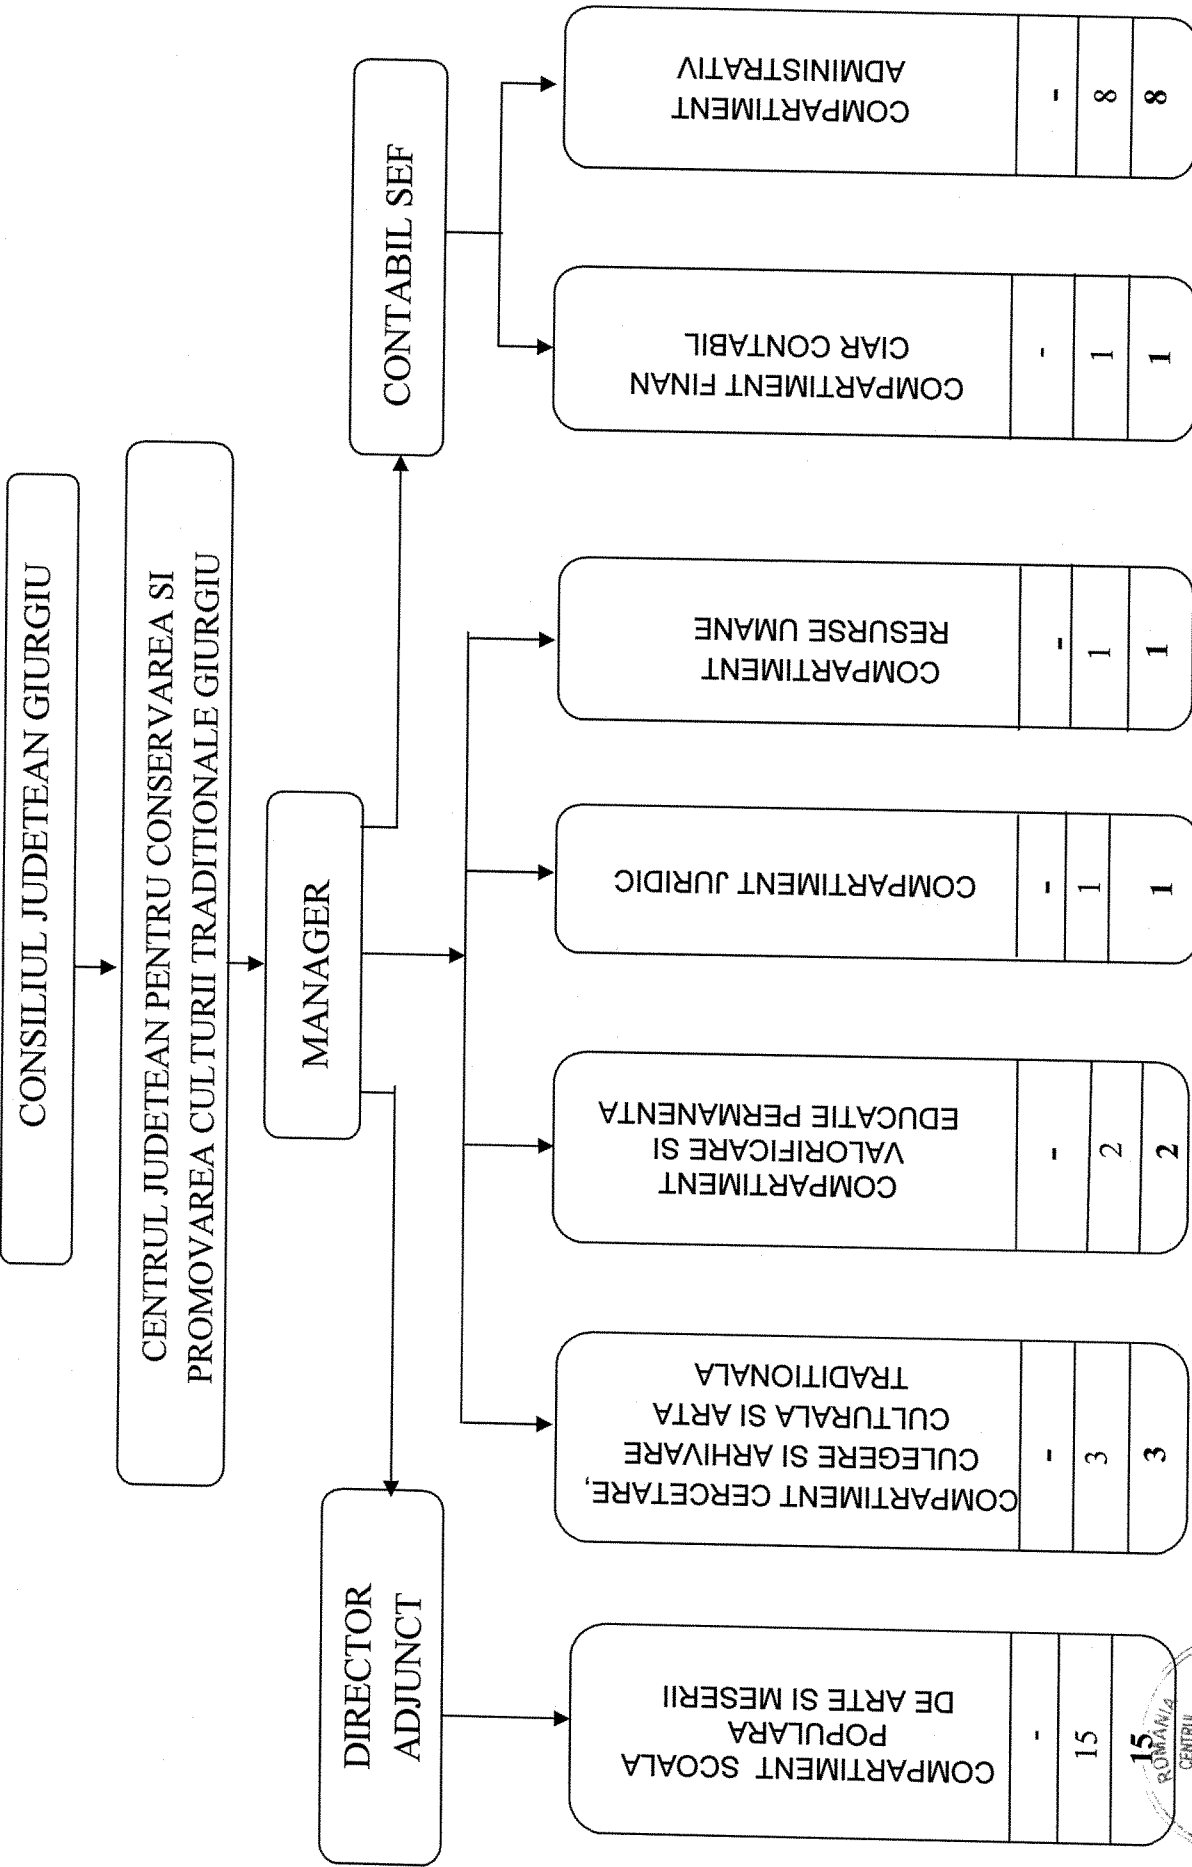 CONSILIUL JUDETEAN GIURGIU
CENTRUL JUDETEAN PENTRU CONSERVAREA SI
PROMOVAREA CULTURII TRADITIONALE GIURGIU
MANAGER
DIRECTOR
ADJUNCT
CONTABIL SEF
COMPARTIMENT SCOALA
POPULARA
DE ARTE SI MESERII
-
15
15
COMPARTIMENT CERCETARE,
CULEGERE SI ARHIVARE
CULTURALA SI ARTA
TRADITIONALA
-
3
3
COMPARTIMENT
VALORIFICARE SI
EDUCATIE PERMANENTA
-
2
2
COMPARTIMENT JURIDIC
-
1
1
COMPARTIMENT
RESURSE UMANE
-
1
1
COMPARTIMENT FINAN
CIAR CONTABIL
-
1
1
COMPARTIMENT
ADMINISTRATIV
-
8
8
ROMÂNIA
CENTRUL